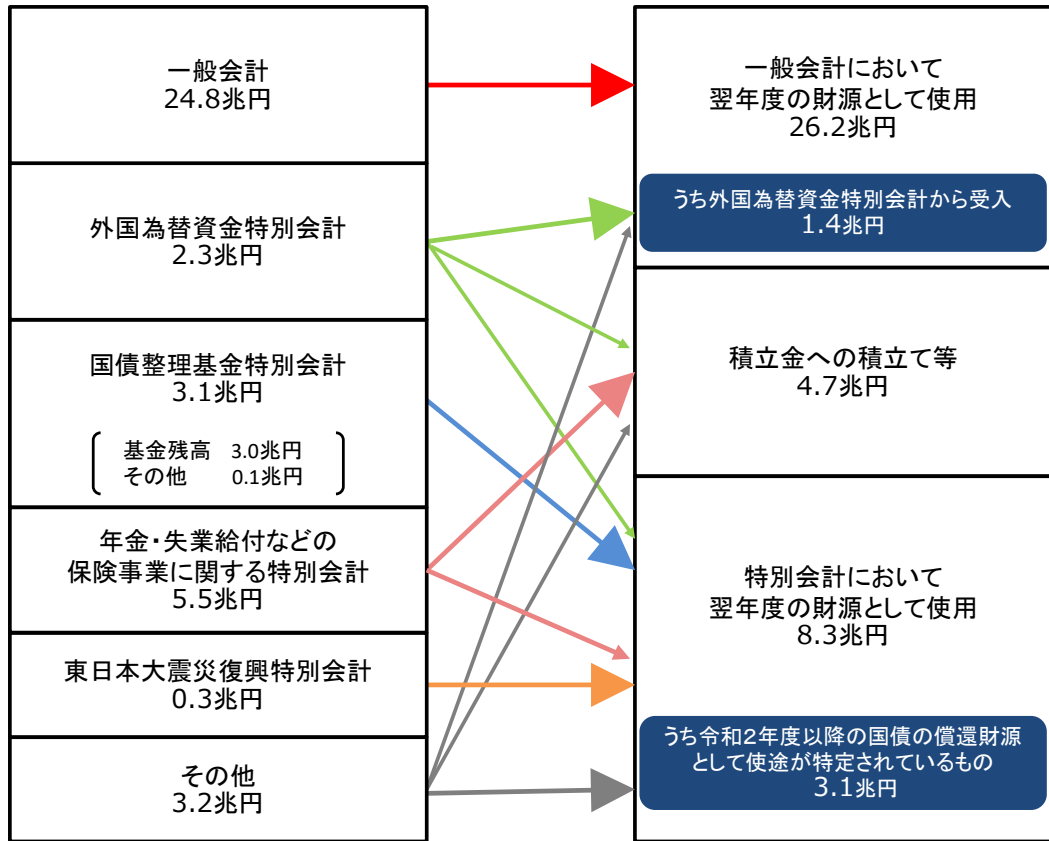 一般会計
24.8兆円
外国為替資金特別会計
2.3兆円
国債整理基金特別会計
3.1兆円
基金残高 3.0兆円
その他 0.1兆円
年金・失業給付などの
保険事業に関する特別会計
5.5兆円
東日本大震災復興特別会計
0.3兆円
その他
3.2兆円
一般会計において
翌年度の財源として使用
26.2兆円
うち外国為替資金特別会計から受入
1.4兆円
積立金への積立て等
4.7兆円
特別会計において
翌年度の財源として使用
8.3兆円
うち令和２年度以降の国債の償還財源
として使途が特定されているもの
3.1兆円